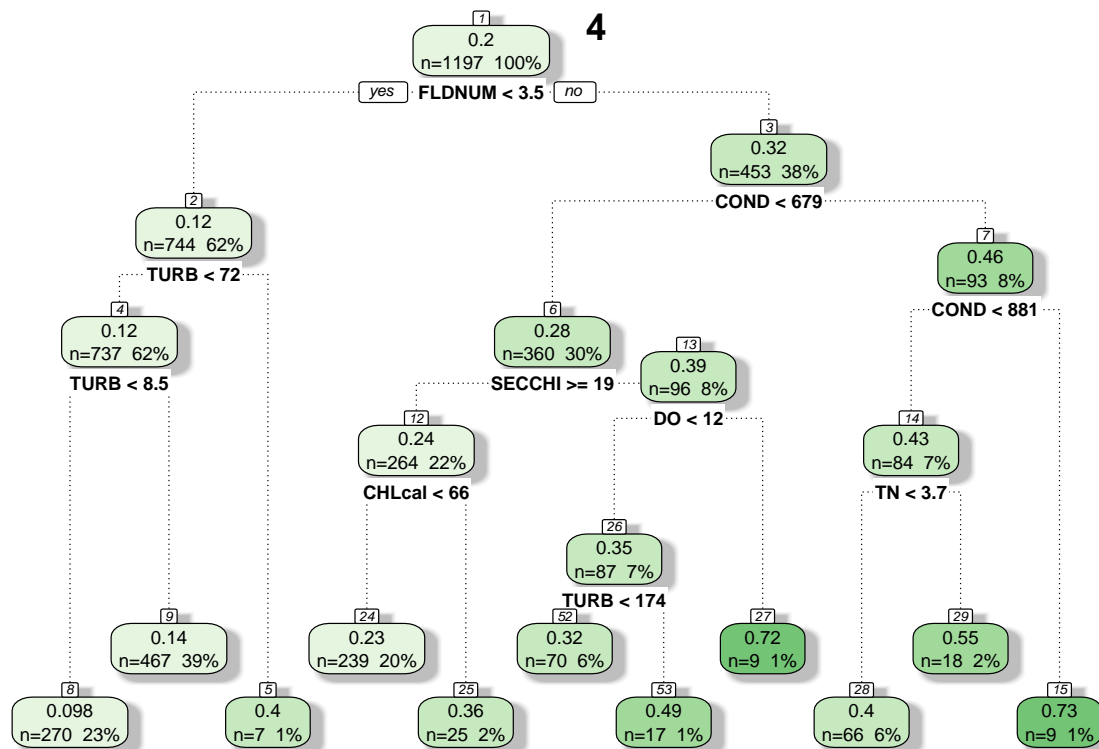 4
1
0.2
n=1197 100%
yes FLDNUM < 3.5 no
3
0.32
n=453 38%
COND < 679
2
0.12
n=744 62%
TURB < 72
7
0.46
n=93 8%
COND < 881
4
0.12
n=737 62%
TURB < 8.5
6
0.28
n=360 30%
SECCHI >= 19
13
0.39
n=96 8%
DO < 12
12
0.24
n=264 22%
CHLcal < 66
14
0.43
n=84 7%
TN < 3.7
26
0.35
n=87 7%
TURB < 174
9
0.14
n=467 39%
24
0.23
n=239 20%
52
0.32
n=70 6%
27
0.72
n=9 1%
29
0.55
n=18 2%
8
0.098
n=270 23%
5
0.4
n=7 1%
25
0.36
n=25 2%
53
0.49
n=17 1%
28
0.4
n=66 6%
15
0.73
n=9 1%